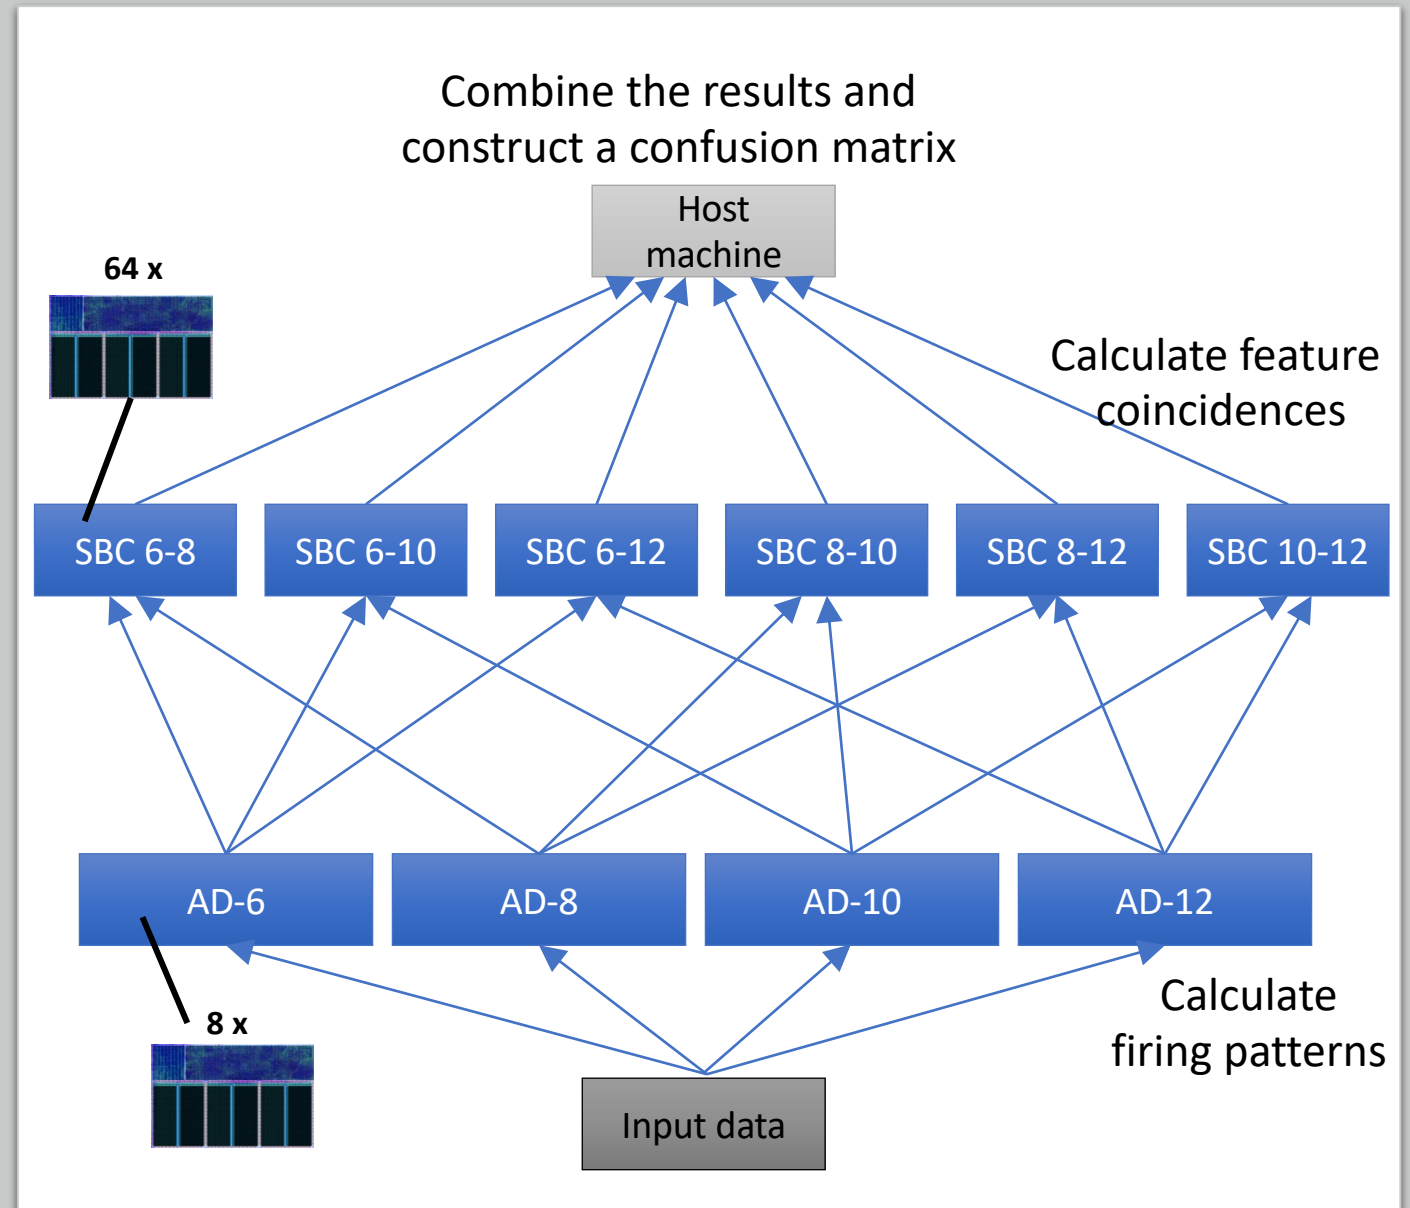 Combine the results and
construct a confusion matrix
Host
machine
64 x
Calculate feature
coincidences
SBC 6-8
SBC 6-10
SBC 6-12
SBC 8-10
SBC 8-12
SBC 10-12
AD-6
AD-8
AD-10
AD-12
Calculate
firing patterns
8 x
Input data